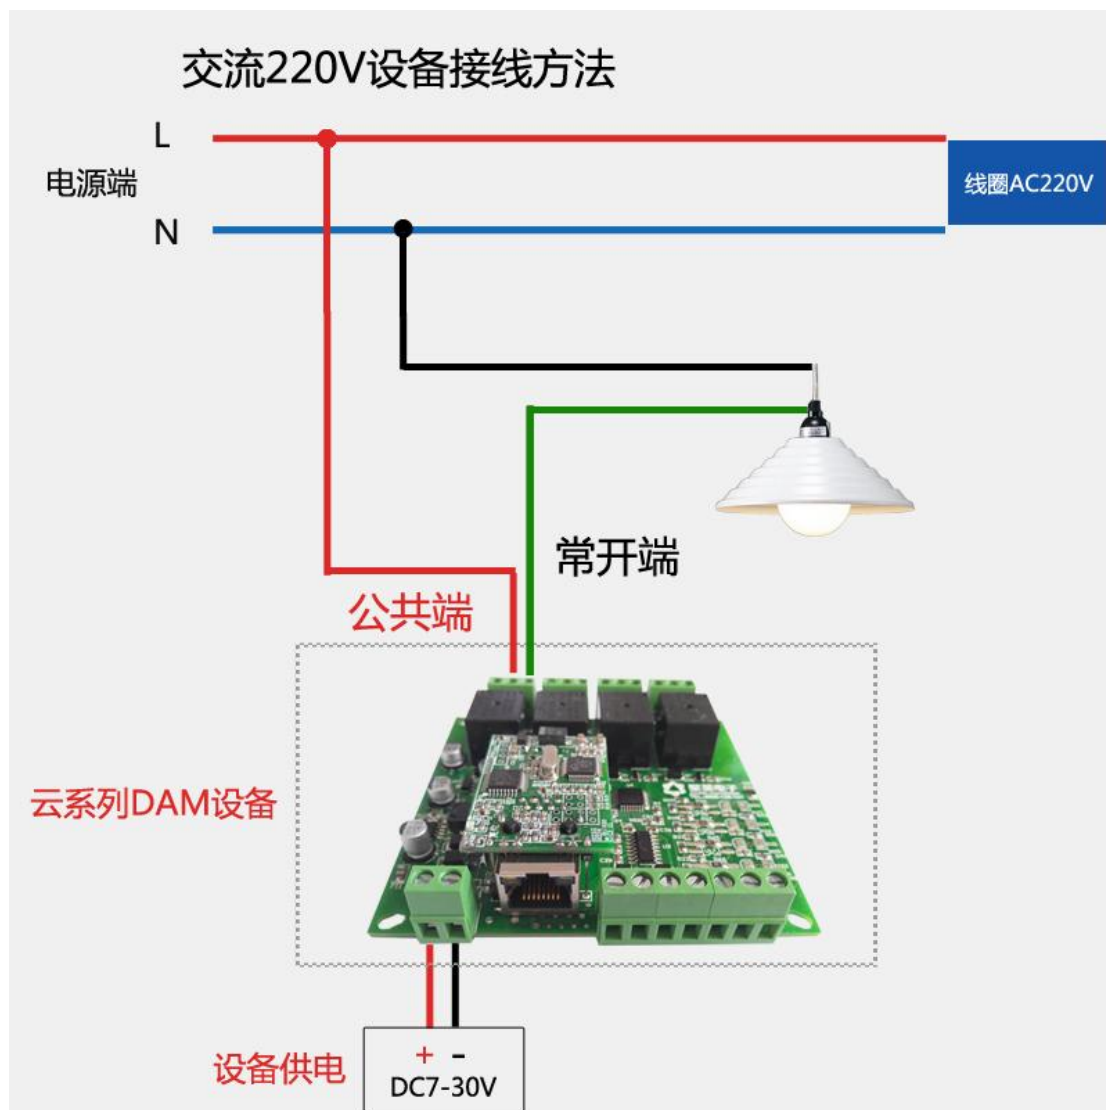 交流220V设备接线方法
L
电源端
线圈AC220V
N
常开端
公共端
云系列DAM设备
设备供电
+ -
DC7-30V